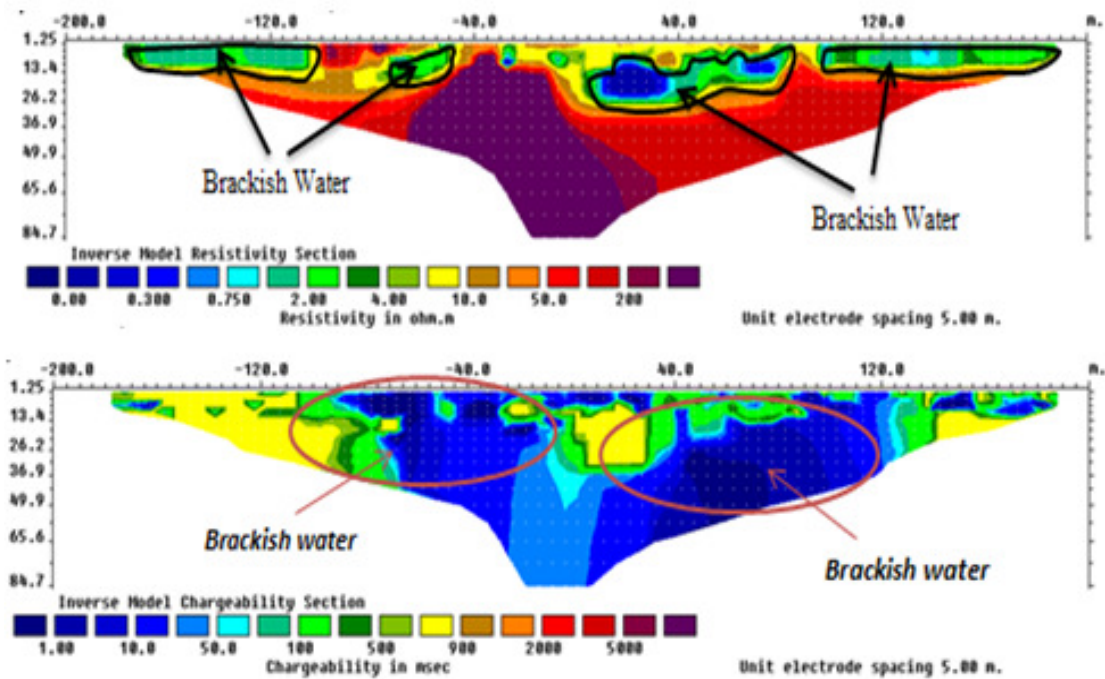 -200.0 -120.0 -40.0 40.0 120.0 m.
1.25
13.4
26.2
36.9
49.9
65.6
84.7
Brackish Water
Brackish Water
Inverse Model Resistivity Section
0.00 0.300 0.750 2.00 4.00 10.0 50.0 200
Resistivity in ohm.m
Unit electrode spacing 5.00 m.
-200.0 -120.0 -40.0 40.0 120.0 m.
1.25
13.4
26.2
36.9
49.9
65.6
84.7
Brackish water
Brackish water
Inverse Model Chargeability Section
1.00 10.0 50.0 100 500 900 2000 5000
Chargeability in msec
Unit electrode spacing 5.00 m.